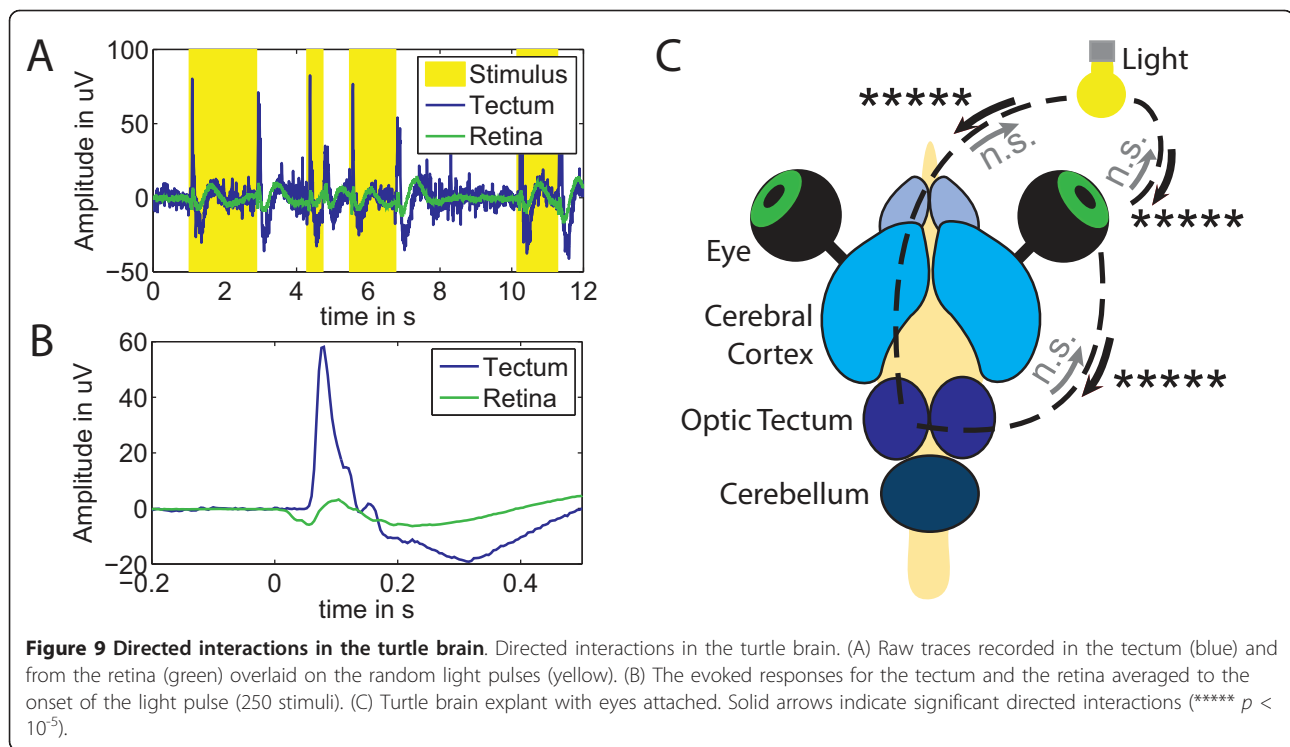 A
100
50
0
−50
Amplitude in uV
Stimulus
Tectum
Retina
0 2 4 6 8 10 12
time in s
B
60
40
20
0
−20
Amplitude in uV
Tectum
Retina
−0.2 0 0.2 0.4
time in s
C
Light
*****
n.s.
n.s.
*****
Eye
Cerebral
Cortex
n.s.
*****
Optic Tectum
Cerebellum
Figure 9 Directed interactions in the turtle brain. Directed interactions in the turtle brain. (A) Raw traces recorded in the tectum (blue) and
from the retina (green) overlaid on the random light pulses (yellow). (B) The evoked responses for the tectum and the retina averaged to the
onset of the light pulse (250 stimuli). (C) Turtle brain explant with eyes attached. Solid arrows indicate significant directed interactions (***** p <
10⁻⁵).